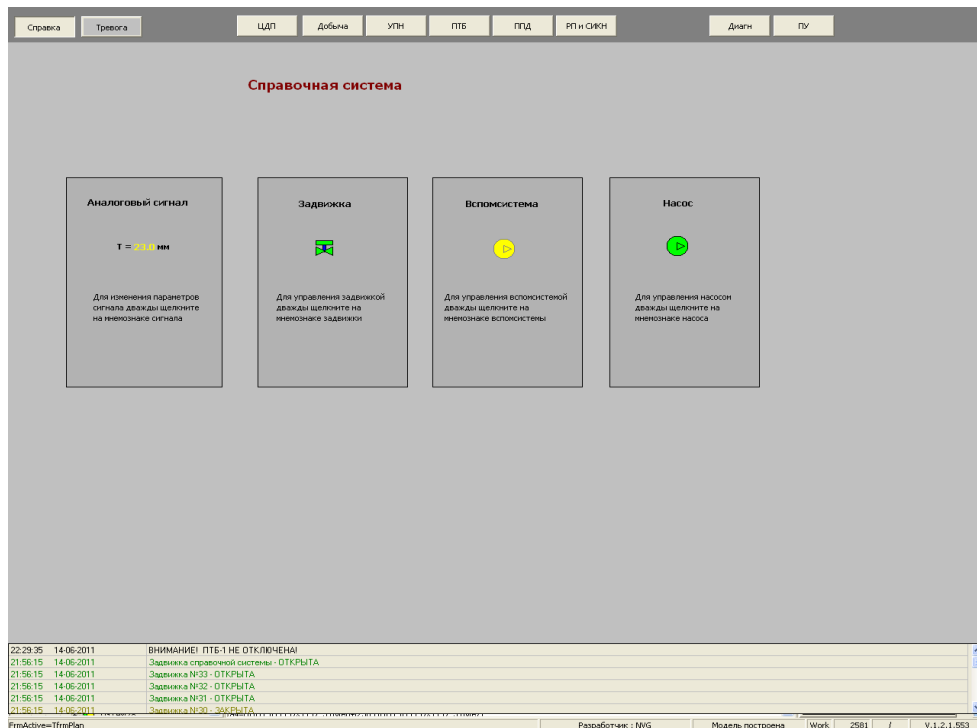 Справка Тревога ЦДП Добыча УПН ПТБ ППД РП и СИКН Диагн ПУ
Справочная система
Аналоговый сигнал
T = 23.0 мм
Для изменения параметров
сигнала дважды щелкните
на мнемознаке сигнала
Задвижка
Для управления задвижкой
дважды щелкните на
мнемознаке задвижки
Вспомсистема
Для управления вспомсистемой
дважды щелкните на
мнемознаке вспомсистемы
Насос
Для управления насосом
дважды щелкните на
мнемознаке насоса
22:29:35 14-06-2011 ВНИМАНИЕ! ПТБ-1 НЕ ОТКЛЮЧЕНА!
21:56:15 14-06-2011 Задвижка справочной системы - ОТКРЫТА
21:56:15 14-06-2011 Задвижка №33 - ОТКРЫТА
21:56:15 14-06-2011 Задвижка №32 - ОТКРЫТА
21:56:15 14-06-2011 Задвижка №31 - ОТКРЫТА
21:56:15 14-06-2011 Задвижка №30 - ЗАКРЫТА
FrmActive=TfrmPlan Разработчик : NVG Модель построена Work 2581 / V.1.2.1.553